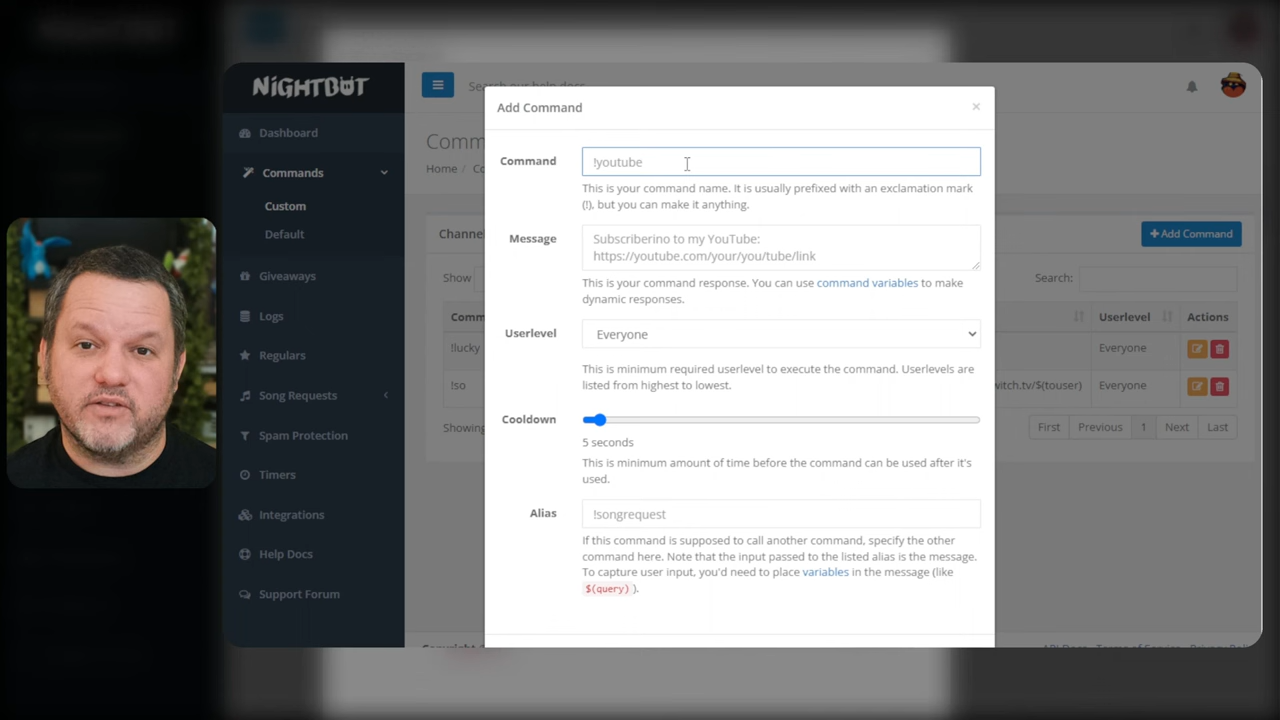 NIGHTBOT
Search our help docs
Dashboard
Commands
Custom
Default
Giveaways
Logs
Regulars
Song Requests
Spam Protection
Timers
Integrations
Help Docs
Support Forum
Comm
Home / Co
Channe
+ Add Command
Show
Search:
Comm
Userlevel
Actions
!lucky
Everyone
!so
witch.tv/$(touser)
Everyone
Showing
First
Previous
1
Next
Last
Add Command
×
Command
!youtube
This is your command name. It is usually prefixed with an exclamation mark
(!), but you can make it anything.
Message
Subscriberino to my YouTube:
https://youtube.com/your/you/tube/link
This is your command response. You can use command variables to make
dynamic responses.
Userlevel
Everyone
This is minimum required userlevel to execute the command. Userlevels are
listed from highest to lowest.
Cooldown
5 seconds
This is minimum amount of time before the command can be used after it's
used.
Alias
!songrequest
If this command is supposed to call another command, specify the other
command here. Note that the input passed to the listed alias is the message.
To capture user input, you'd need to place variables in the message (like
$(query) ).